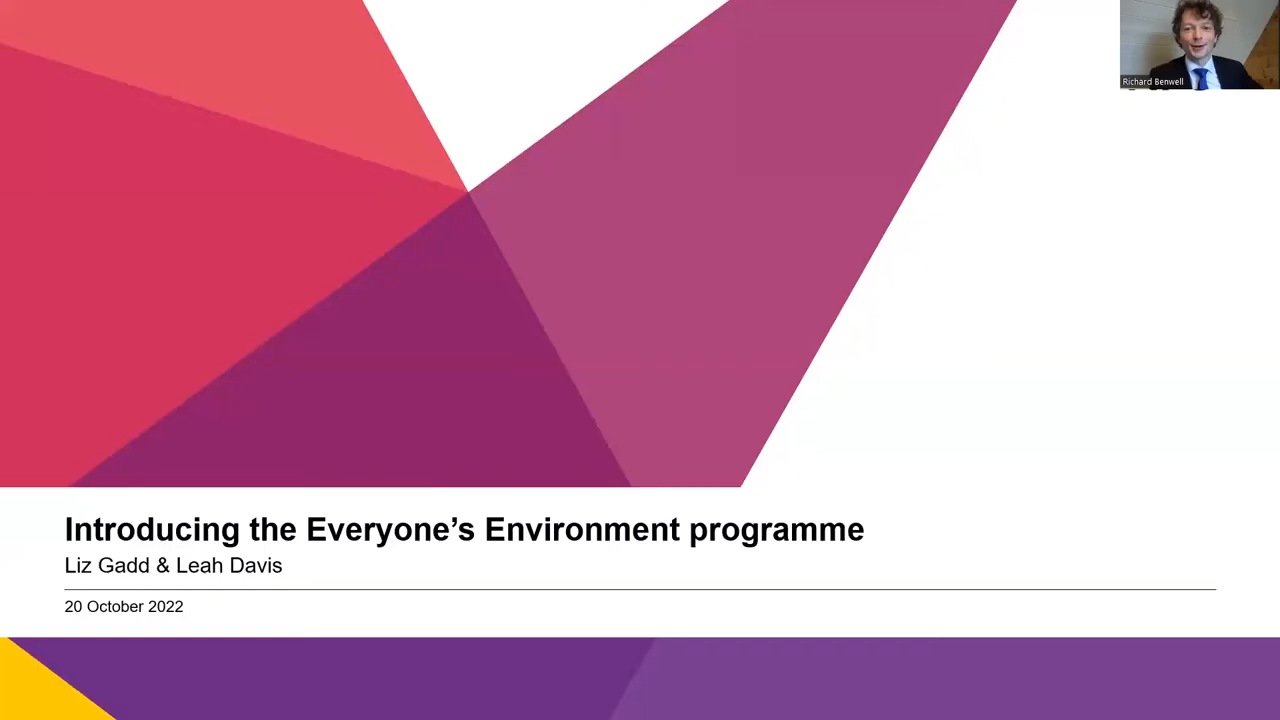 Richard Benwell
Introducing the Everyone’s Environment programme
Liz Gadd & Leah Davis
20 October 2022